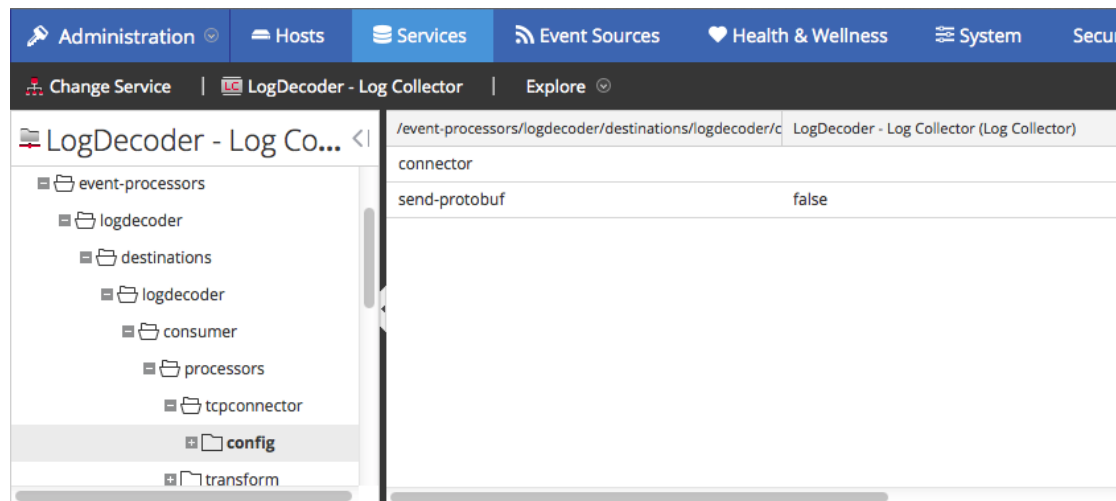 Administration Hosts Services Event Sources Health & Wellness System Secur
Change Service | LC LogDecoder - Log Collector | Explore
LogDecoder - Log Co...
event-processors
logdecoder
destinations
logdecoder
consumer
processors
tcpconnector
config
transform
/event-processors/logdecoder/destinations/logdecoder/c LogDecoder - Log Collector (Log Collector)
connector
send-protobuf false